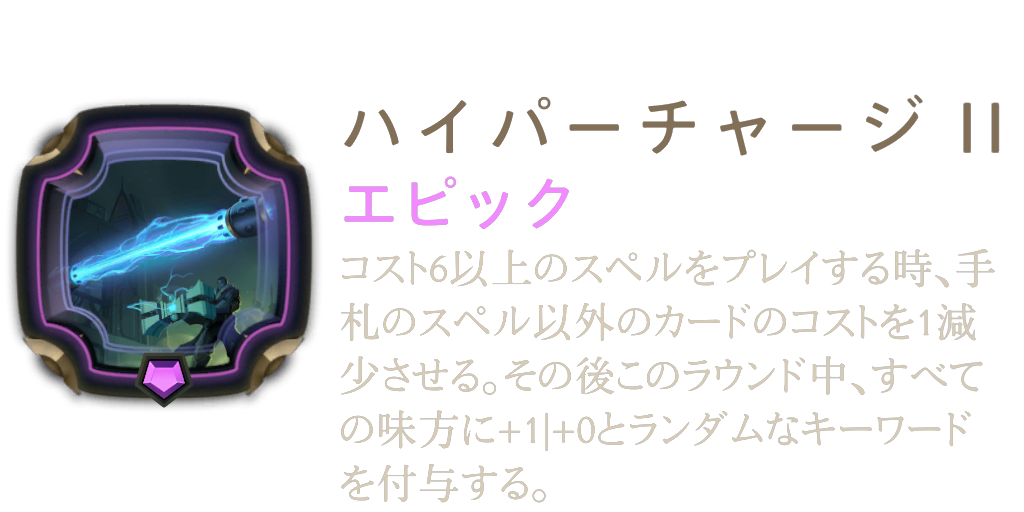 ハイパーチャージ II
エピック
コスト6以上のスペルをプレイする時、手
札のスペル以外のカードのコストを1減
少させる。その後このラウンド中、すべて
の味方に+1|+0とランダムなキーワード
を付与する。